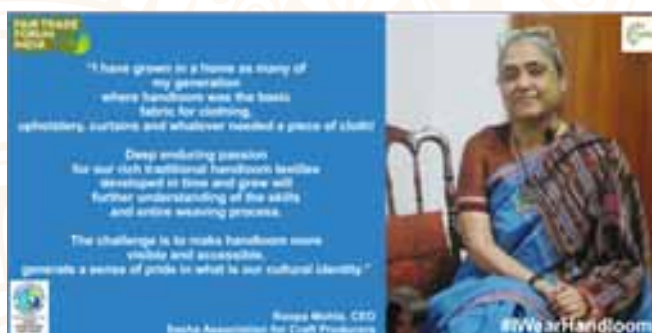 FAIR TRADE
FORUM
INDIA
"I have grown in a home as many of
my generation
where handloom was the basic
fabric for clothing,
upholstery, curtains and whatever needed a piece of cloth!
Deep enduring passion
for our rich traditional handloom textiles
developed in time and grew will
further understanding of the skills
and entire weaving process.
The challenge is to make handloom more
visible and accessible,
generate a sense of pride in what is our cultural identity."
Roopa Mehta, CEO
Sasha Association for Craft Producers
#IWearHandloom